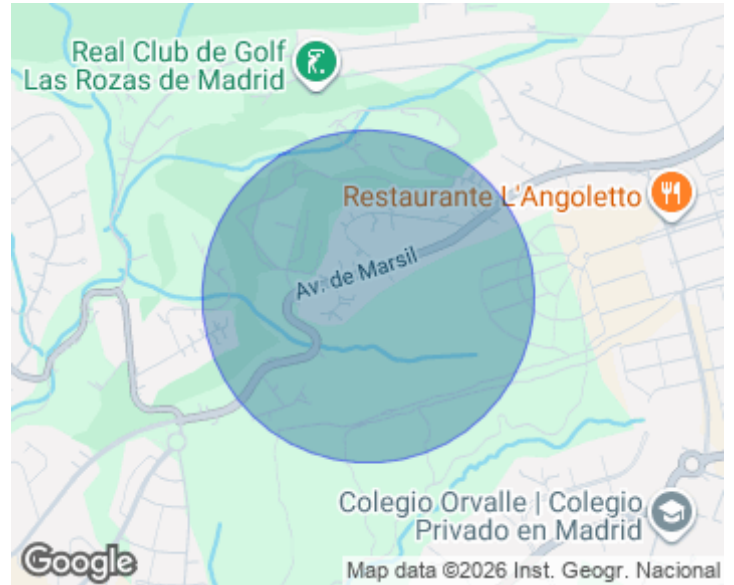 Real Club de Golf
Las Rozas de Madrid
Restaurante L'Angoletto
Av. de Marsil
Colegio Orvalle | Colegio
Privado en Madrid
Google
Map data ©2026 Inst. Geogr. Nacional